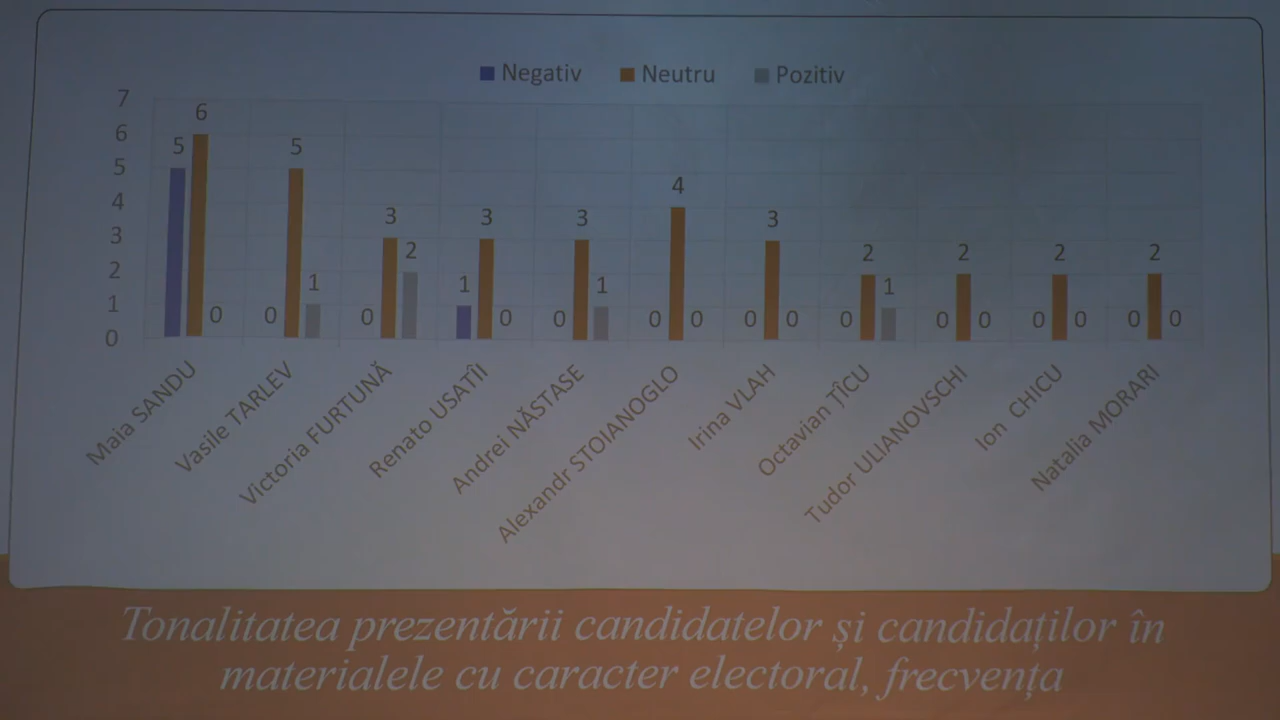 Negativ Neutru Pozitiv
7
6
5
4
3
2
1
0
5 6 0
0 5 1
0 3 2
1 3 0
0 3 1
0 4 0
0 3 0
0 2 1
0 2 0
0 2 0
0 2 0
Maia SANDU
Vasile TARLEV
Victoria FURTUNĂ
Renato USATÎI
Andrei NĂSTASE
Alexandr STOIANOGLO
Irina VLAH
Octavian ȚÎCU
Tudor ULIANOVSCHI
Ion CHICU
Natalia MORARI
Tonalitatea prezentării candidatelor și candidaților în
materialele cu caracter electoral, frecvența